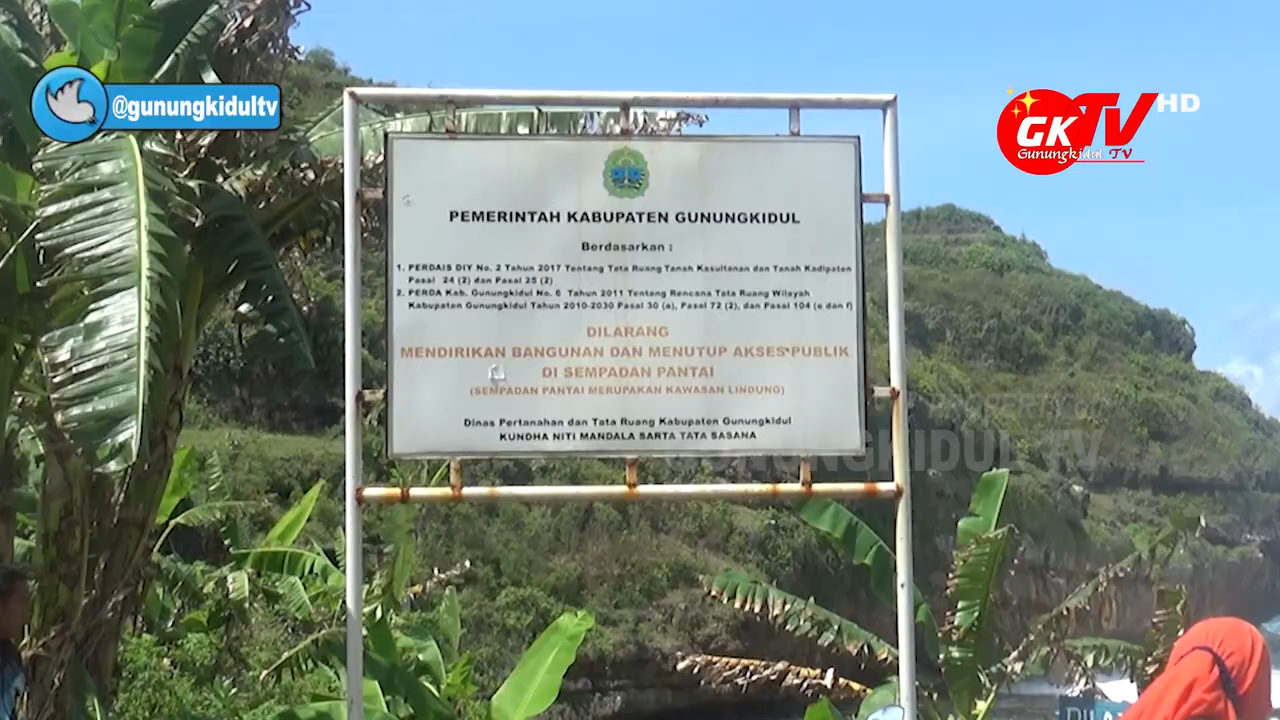 @gunungkidultv
GKTV HD
Gunungkidul TV
PEMERINTAH KABUPATEN GUNUNGKIDUL
Berdasarkan :
1. PERDAIS DIY No. 2 Tahun 2017 Tentang Tata Ruang Tanah Kasultanan dan Tanah Kadipaten
Pasal 24 (2) dan Pasal 25 (2)
2. PERDA Kab. Gunungkidul No. 6 Tahun 2011 Tentang Rencana Tata Ruang Wilayah
Kabupaten Gunungkidul Tahun 2010-2030 Pasal 30 (a), Pasal 72 (2), dan Pasal 104 (e dan f)
DILARANG
MENDIRIKAN BANGUNAN DAN MENUTUP AKSES PUBLIK
DI SEMPADAN PANTAI
(SEMPADAN PANTAI MERUPAKAN KAWASAN LINDUNG)
Dinas Pertanahan dan Tata Ruang Kabupaten Gunungkidul
KUNDHA NITI MANDALA SARTA TATA SASANA
GUNUNGKIDUL TV